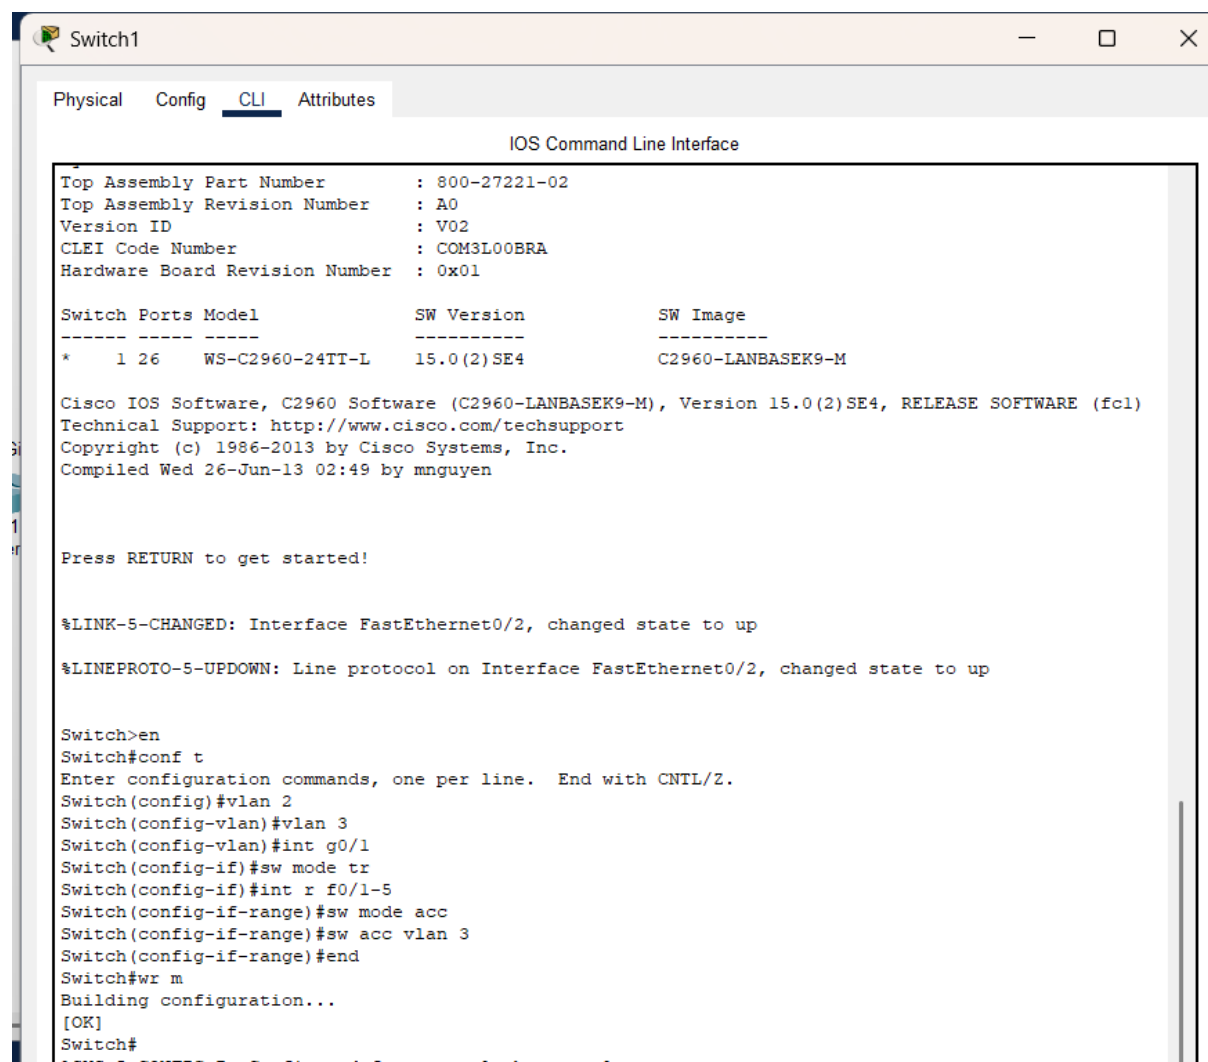 Switch1
Physical Config CLI Attributes
IOS Command Line Interface
Top Assembly Part Number : 800-27221-02
Top Assembly Revision Number : A0
Version ID : V02
CLEI Code Number : COM3L00BRA
Hardware Board Revision Number : 0x01
Switch Ports Model SW Version SW Image
------ ----- ----- ---------- ----------
* 1 26 WS-C2960-24TT-L 15.0(2)SE4 C2960-LANBASEK9-M
Cisco IOS Software, C2960 Software (C2960-LANBASEK9-M), Version 15.0(2)SE4, RELEASE SOFTWARE (fc1)
Technical Support: http://www.cisco.com/techsupport
Copyright (c) 1986-2013 by Cisco Systems, Inc.
Compiled Wed 26-Jun-13 02:49 by mnguyen
Press RETURN to get started!
%LINK-5-CHANGED: Interface FastEthernet0/2, changed state to up
%LINEPROTO-5-UPDOWN: Line protocol on Interface FastEthernet0/2, changed state to up
Switch>en
Switch#conf t
Enter configuration commands, one per line. End with CNTL/Z.
Switch(config)#vlan 2
Switch(config-vlan)#vlan 3
Switch(config-vlan)#int g0/1
Switch(config-if)#sw mode tr
Switch(config-if)#int r f0/1-5
Switch(config-if-range)#sw mode acc
Switch(config-if-range)#sw acc vlan 3
Switch(config-if-range)#end
Switch#wr m
Building configuration...
[OK]
Switch#